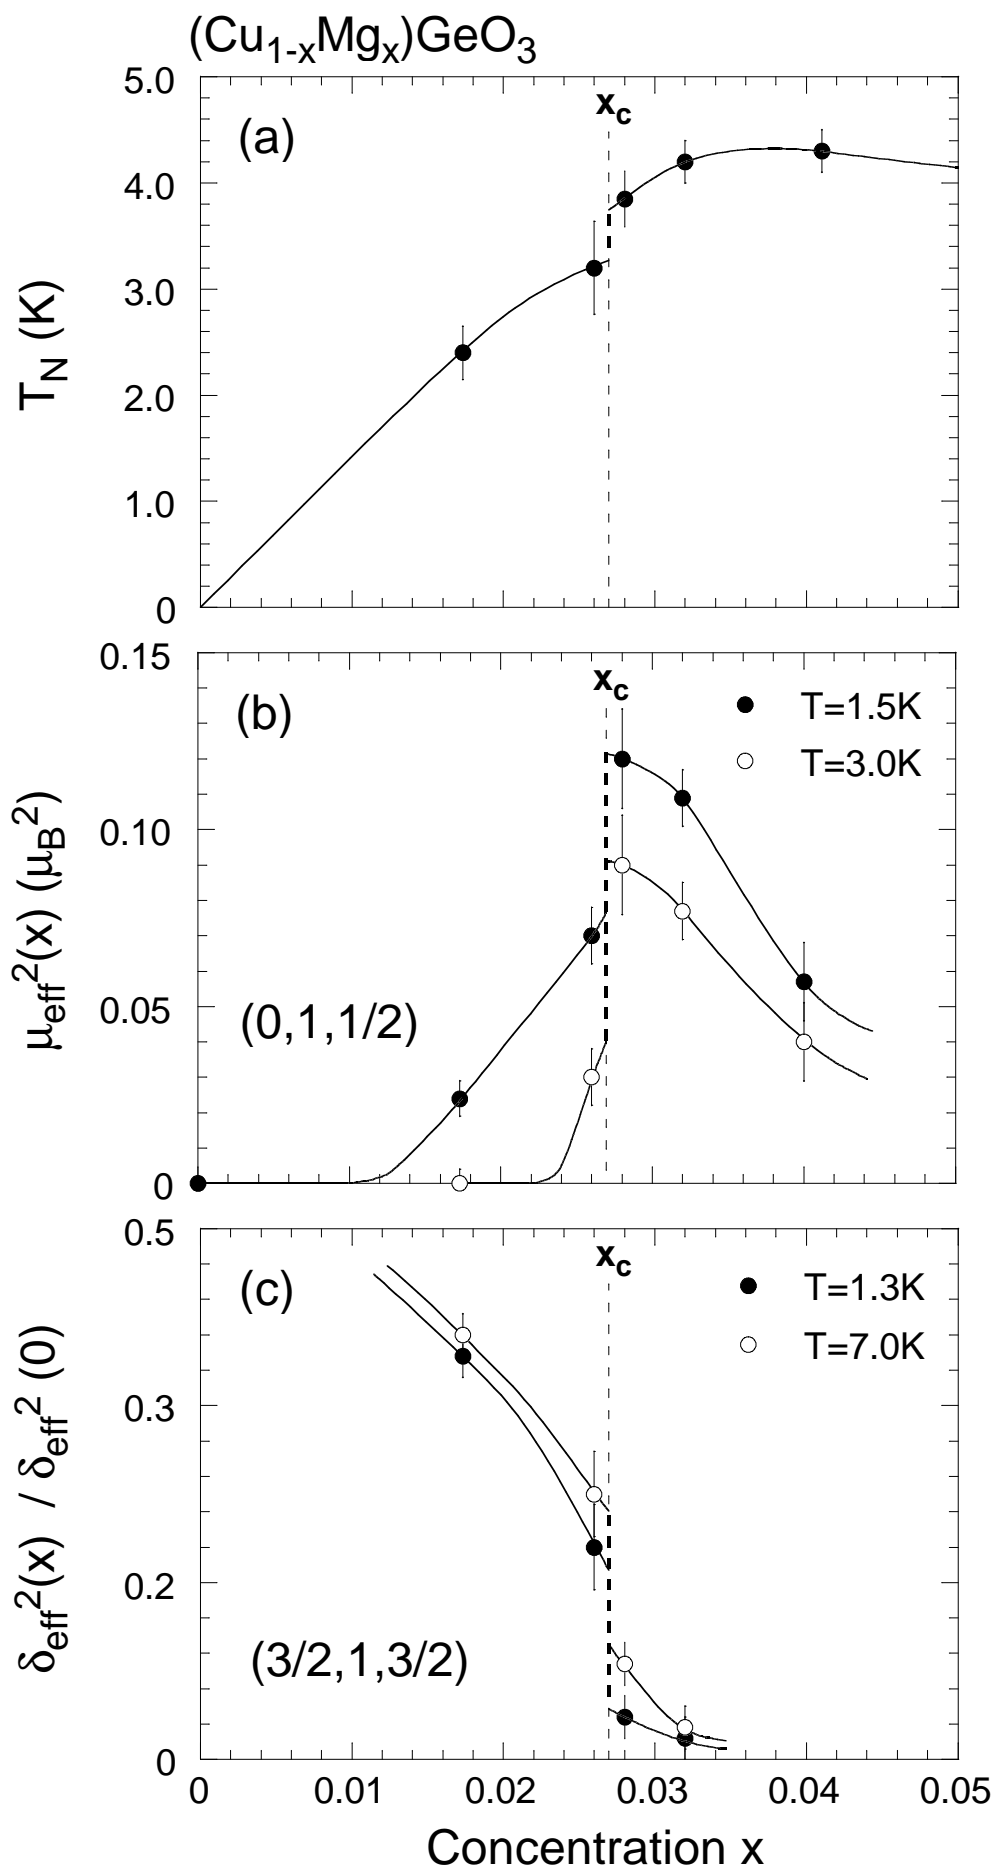 (Cu1-xMgx)GeO3
5.0
xc
(a)
4.0
3.0
TN (K)
2.0
1.0
0
0.15
xc
(b)
T=1.5K
T=3.0K
0.10
μeff²(x) (μB²)
0.05
(0,1,1/2)
0
0.5
xc
(c)
T=1.3K
T=7.0K
0.3
δeff²(x) / δeff² (0)
0.2
(3/2,1,3/2)
0
0 0.01 0.02 0.03 0.04 0.05
Concentration x